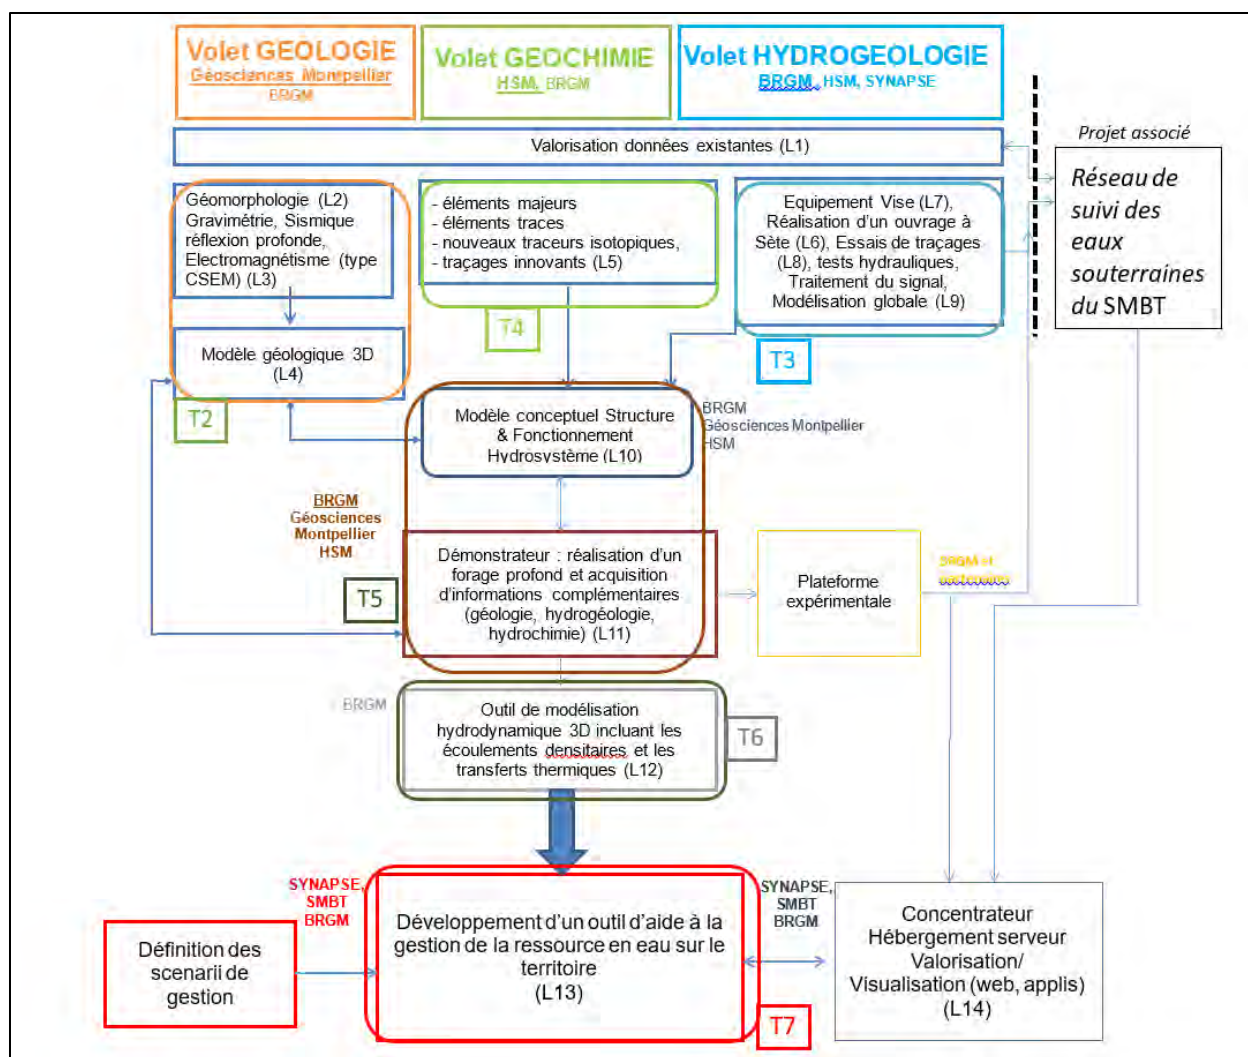 Volet GEOLOGIE
Géosciences Montpellier
BRGM
Volet GEOCHIMIE
HSM, BRGM
Volet HYDROGEOLOGIE
BRGM , HSM, SYNAPSE
Valorisation données existantes (L1)
Projet associé
Réseau de
suivi des
eaux
souterraines
du SMBT
Géomorphologie (L2)
Gravimétrie, Sismique
réflexion profonde,
Electromagnétisme (type
CSEM) (L3)
- éléments majeurs
- éléments traces
- nouveaux traceurs isotopiques,
- traçages innovants (L5)
Equipement Vise (L7),
Réalisation d'un ouvrage à
Sète (L6), Essais de traçages
(L8), tests hydrauliques,
Traitement du signal,
Modélisation globale (L9)
T4
T3
Modèle géologique 3D
(L4)
T2
Modèle conceptuel Structure
& Fonctionnement
Hydrosystème (L10)
BRGM
Géosciences Montpellier
HSM
BRGM
Géosciences
Montpellier
HSM
T5
Démonstrateur : réalisation d'un
forage profond et acquisition
d'informations complémentaires
(géologie, hydrogéologie,
hydrochimie) (L11)
Plateforme
expérimentale
BRGM et
partenaires
BRGM
Outil de modélisation
hydrodynamique 3D incluant les
écoulements densitaires et les
transferts thermiques (L12)
T6
SYNAPSE,
SMBT
BRGM
Définition des
scenarii de
gestion
Développement d'un outil d'aide à la
gestion de la ressource en eau sur le
territoire
(L13)
SYNAPSE,
SMBT
BRGM
T7
Concentrateur
Hébergement serveur
Valorisation/
Visualisation (web, applis)
(L14)